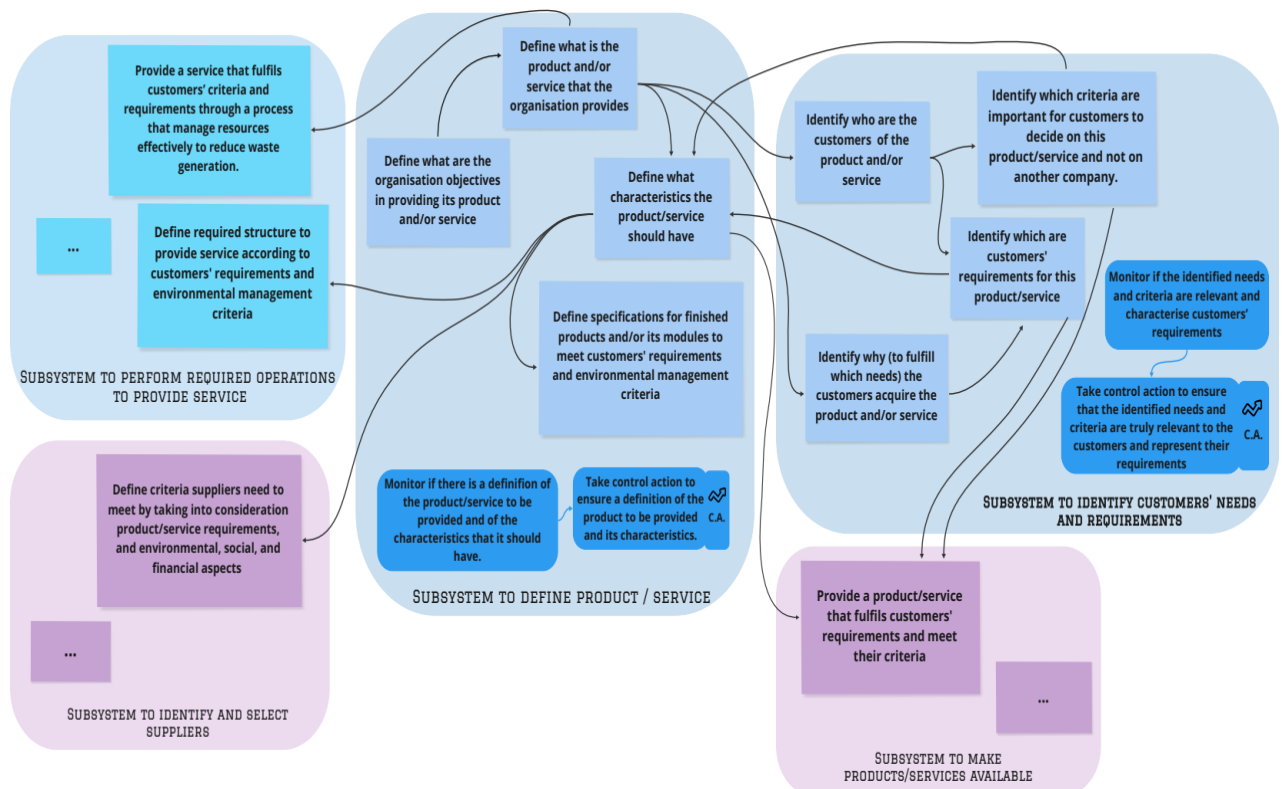 Provide a service that fulfils
customers' criteria and
requirements through a process
that manage resources
effectively to reduce waste
generation.
...
Define required structure to
provide service according to
customers' requirements and
environmental management
criteria
Subsystem to perform required operations
to provide service
Define criteria suppliers need to
meet by taking into consideration
product/service requirements,
and environmental, social, and
financial aspects
...
Subsystem to identify and select
suppliers
Define what is the
product and/or
service that the
organisation provides
Define what are the
organisation objectives
in providing its product
and/or service
Define what
characteristics the
product/service
should have
Define specifications for finished
products and/or its modules to
meet customers' requirements
and environmental management
criteria
Monitor if there is a definifion of
the product/service to be
provided and of the
characteristics that it should
have.
Take control action to
ensure a definition of the
product to be provided
and its characteristics.
C.A.
Subsystem to define product / service
Identify who are the
customers of the
product and/or
service
Identify which criteria are
important for customers to
decide on this
product/service and not on
another company.
Identify which are
customers'
requirements for this
product/service
Identify why (to fulfill
which needs) the
customers acquire the
product and/or service
Monitor if the identified needs
and criteria are relevant and
characterise customers'
requirements
Take control action to ensure
that the identified needs and
criteria are truly relevant to the
customers and represent their
requirements
C.A.
Subsystem to identify customers' needs
and requirements
Provide a product/service
that fulfils customers'
requirements and meet
their criteria
...
Subsystem to make
products/services available